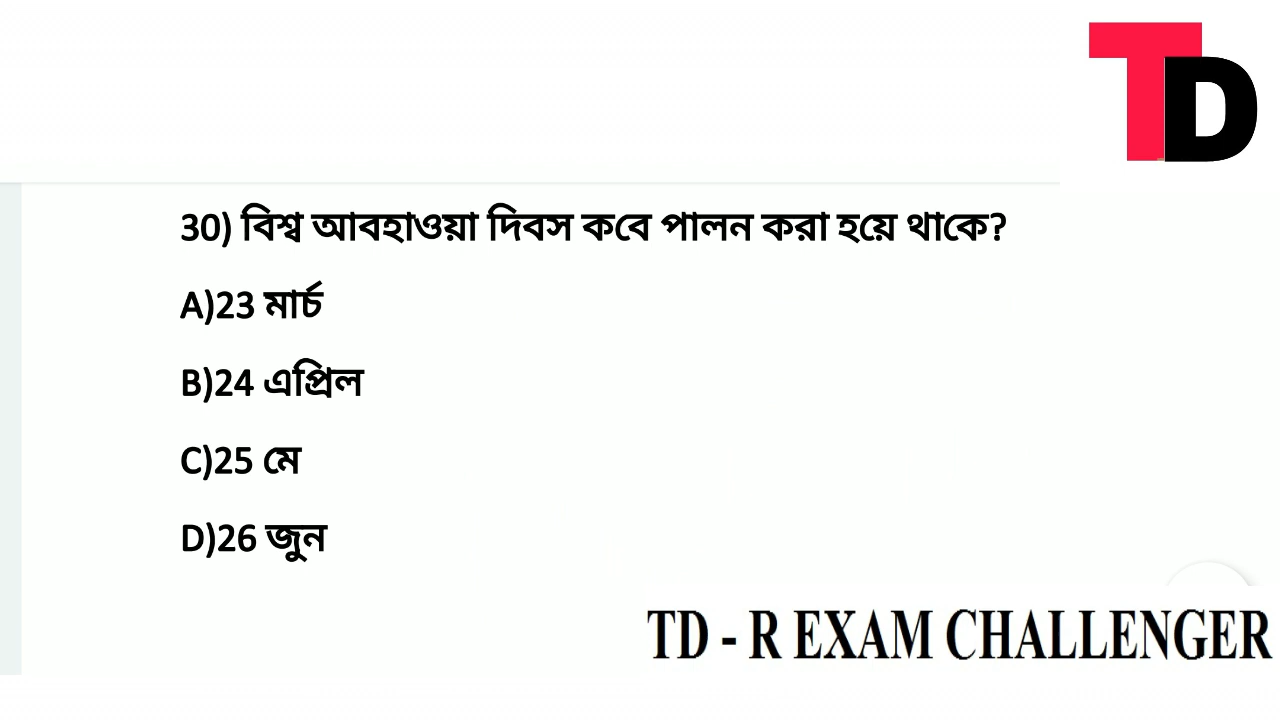 TD
30) বিশ্ব আবহাওয়া দিবস কবে পালন করা হয়ে থাকে?
A)23 মার্চ
B)24 এপ্রিল
C)25 মে
D)26 জুন
TD - R EXAM CHALLENGER